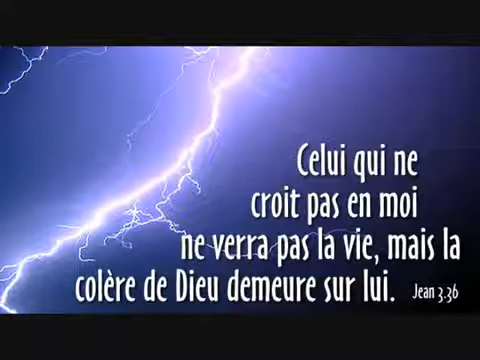 Celui qui ne
croit pas en moi
ne verra pas la vie, mais la
colère de Dieu demeure sur lui. Jean 3.36